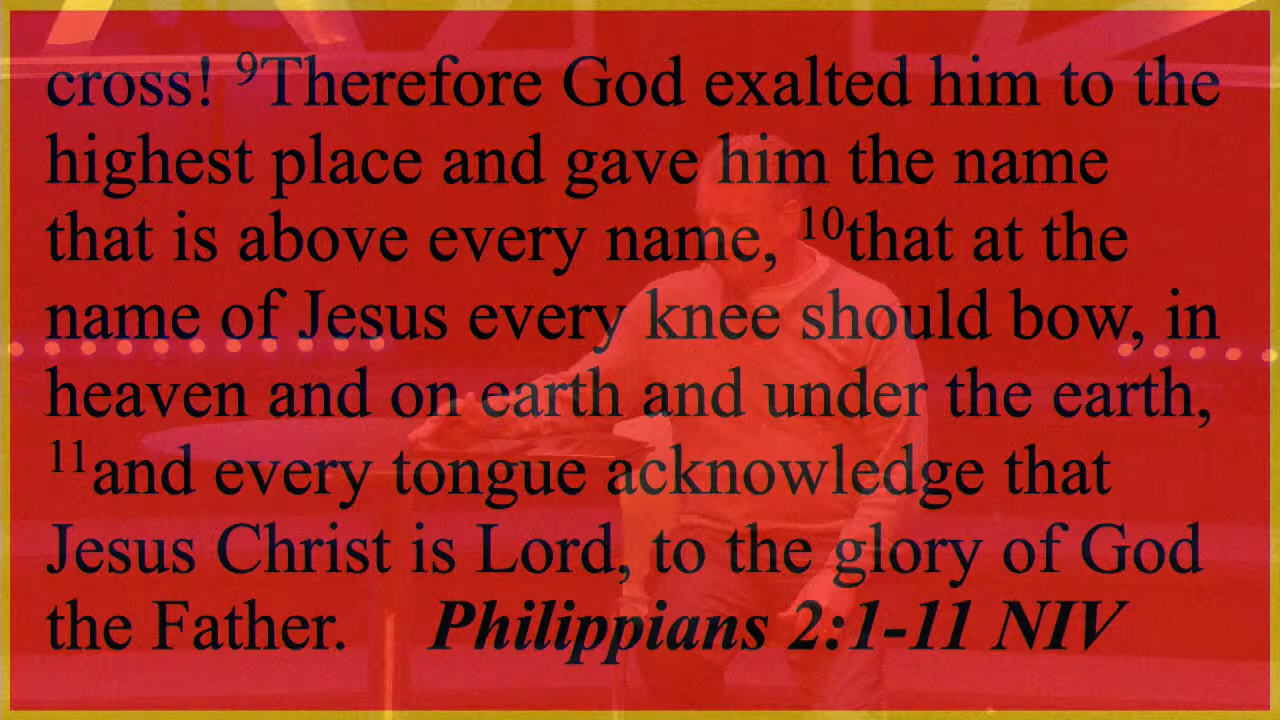 cross! ⁹Therefore God exalted him to the
highest place and gave him the name
that is above every name, ¹⁰that at the
name of Jesus every knee should bow, in
heaven and on earth and under the earth,
¹¹and every tongue acknowledge that
Jesus Christ is Lord, to the glory of God
the Father. Philippians 2:1-11 NIV